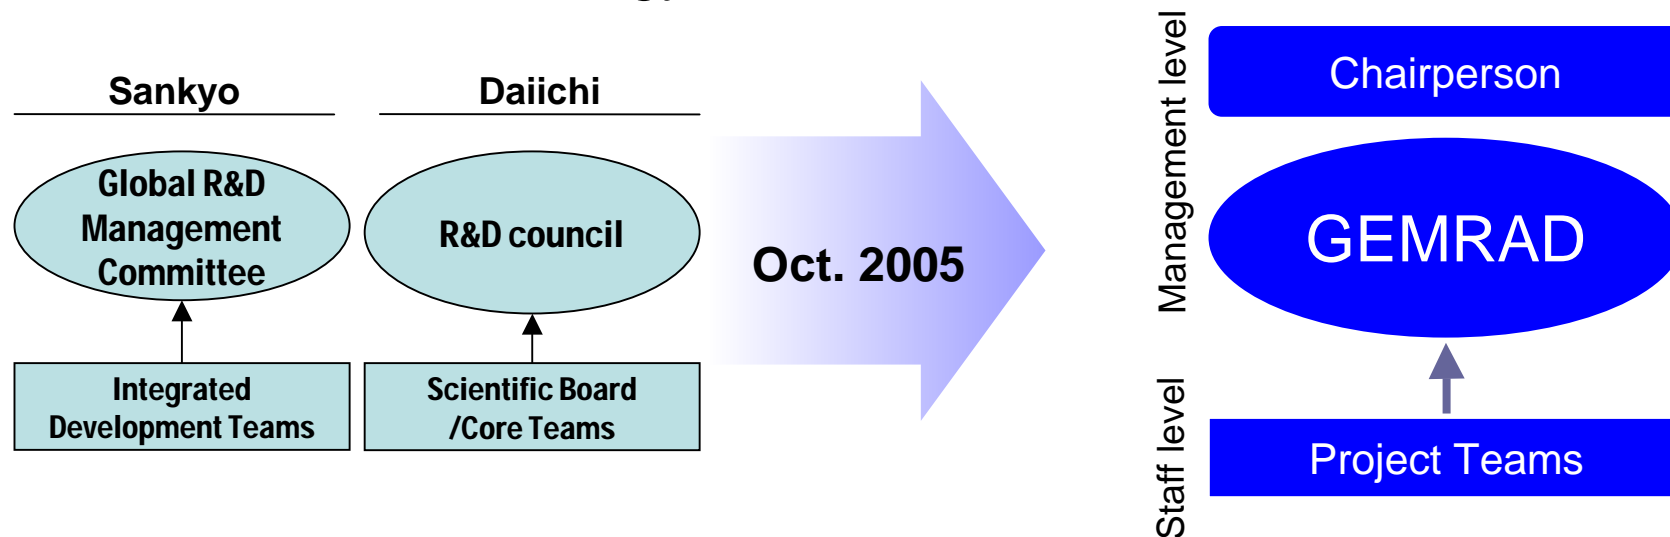 Sankyo
Daiichi
Global R&D
Management
Committee
R&D council
Integrated
Development Teams
Scientific Board
/Core Teams
Oct. 2005
Management level
Chairperson
GEMRAD
Staff level
Project Teams